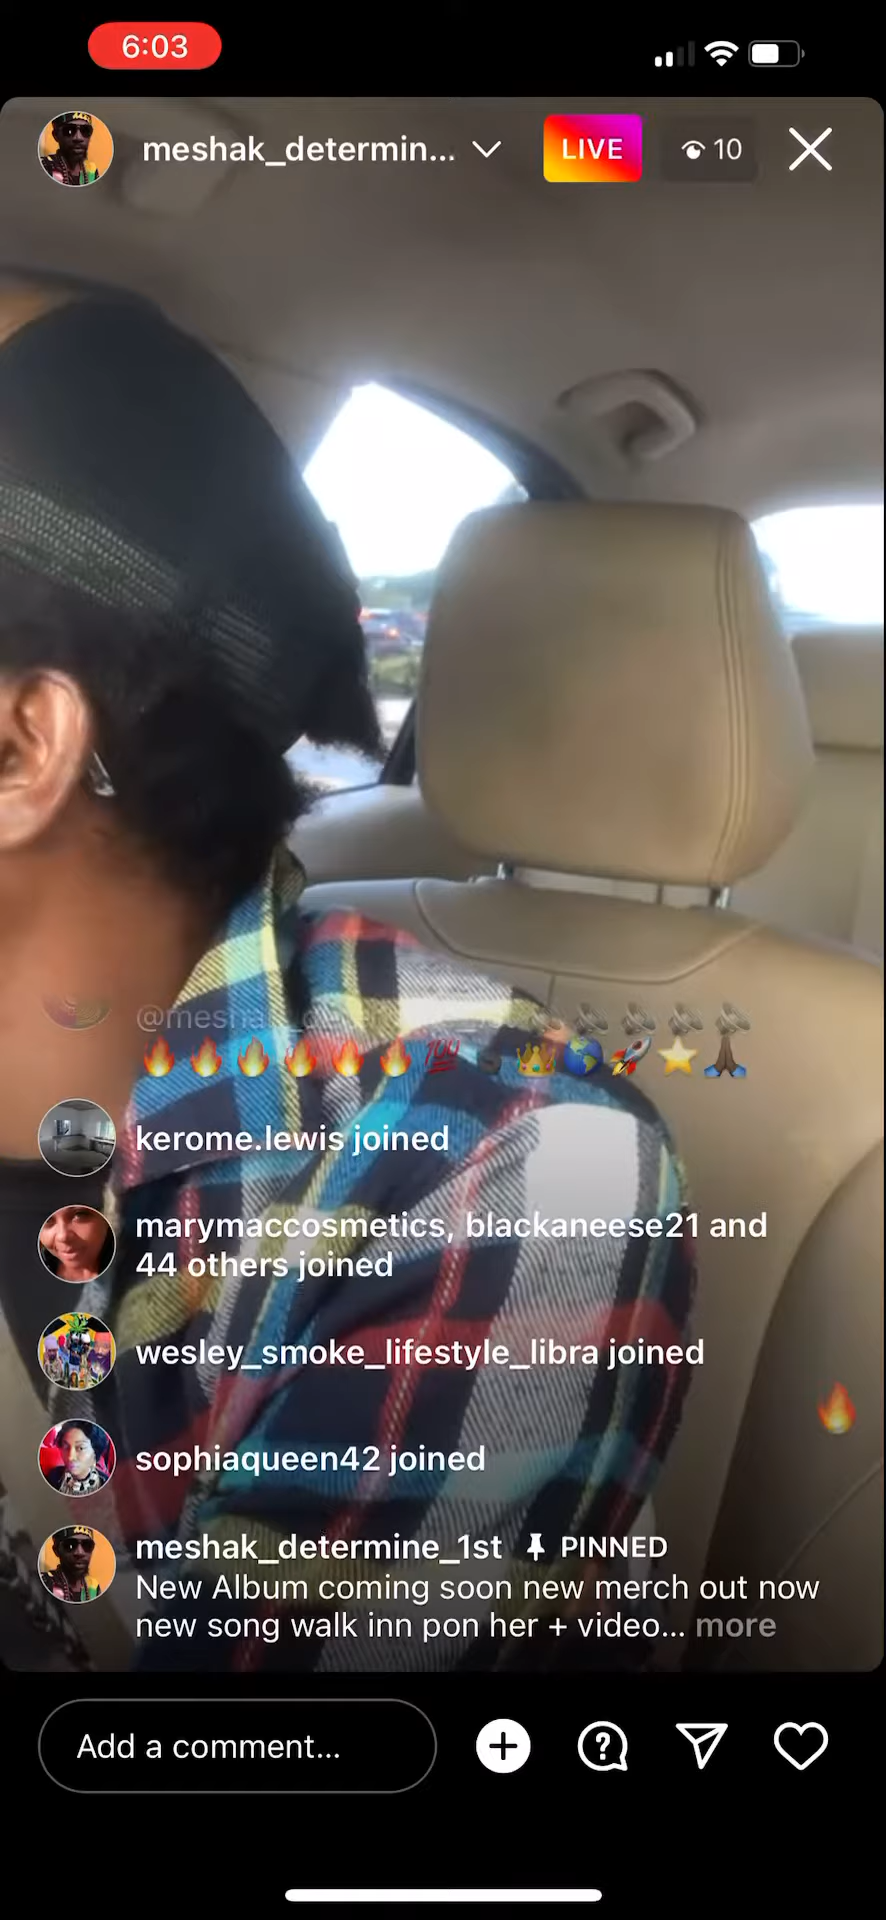 6:03
meshak_determin...
LIVE
10
kerome.lewis joined
marymaccosmetics, blackaneese21 and
44 others joined
wesley_smoke_lifestyle_libra joined
sophiaqueen42 joined
meshak_determine_1st PINNED
New Album coming soon new merch out now
new song walk inn pon her + video... more
Add a comment...